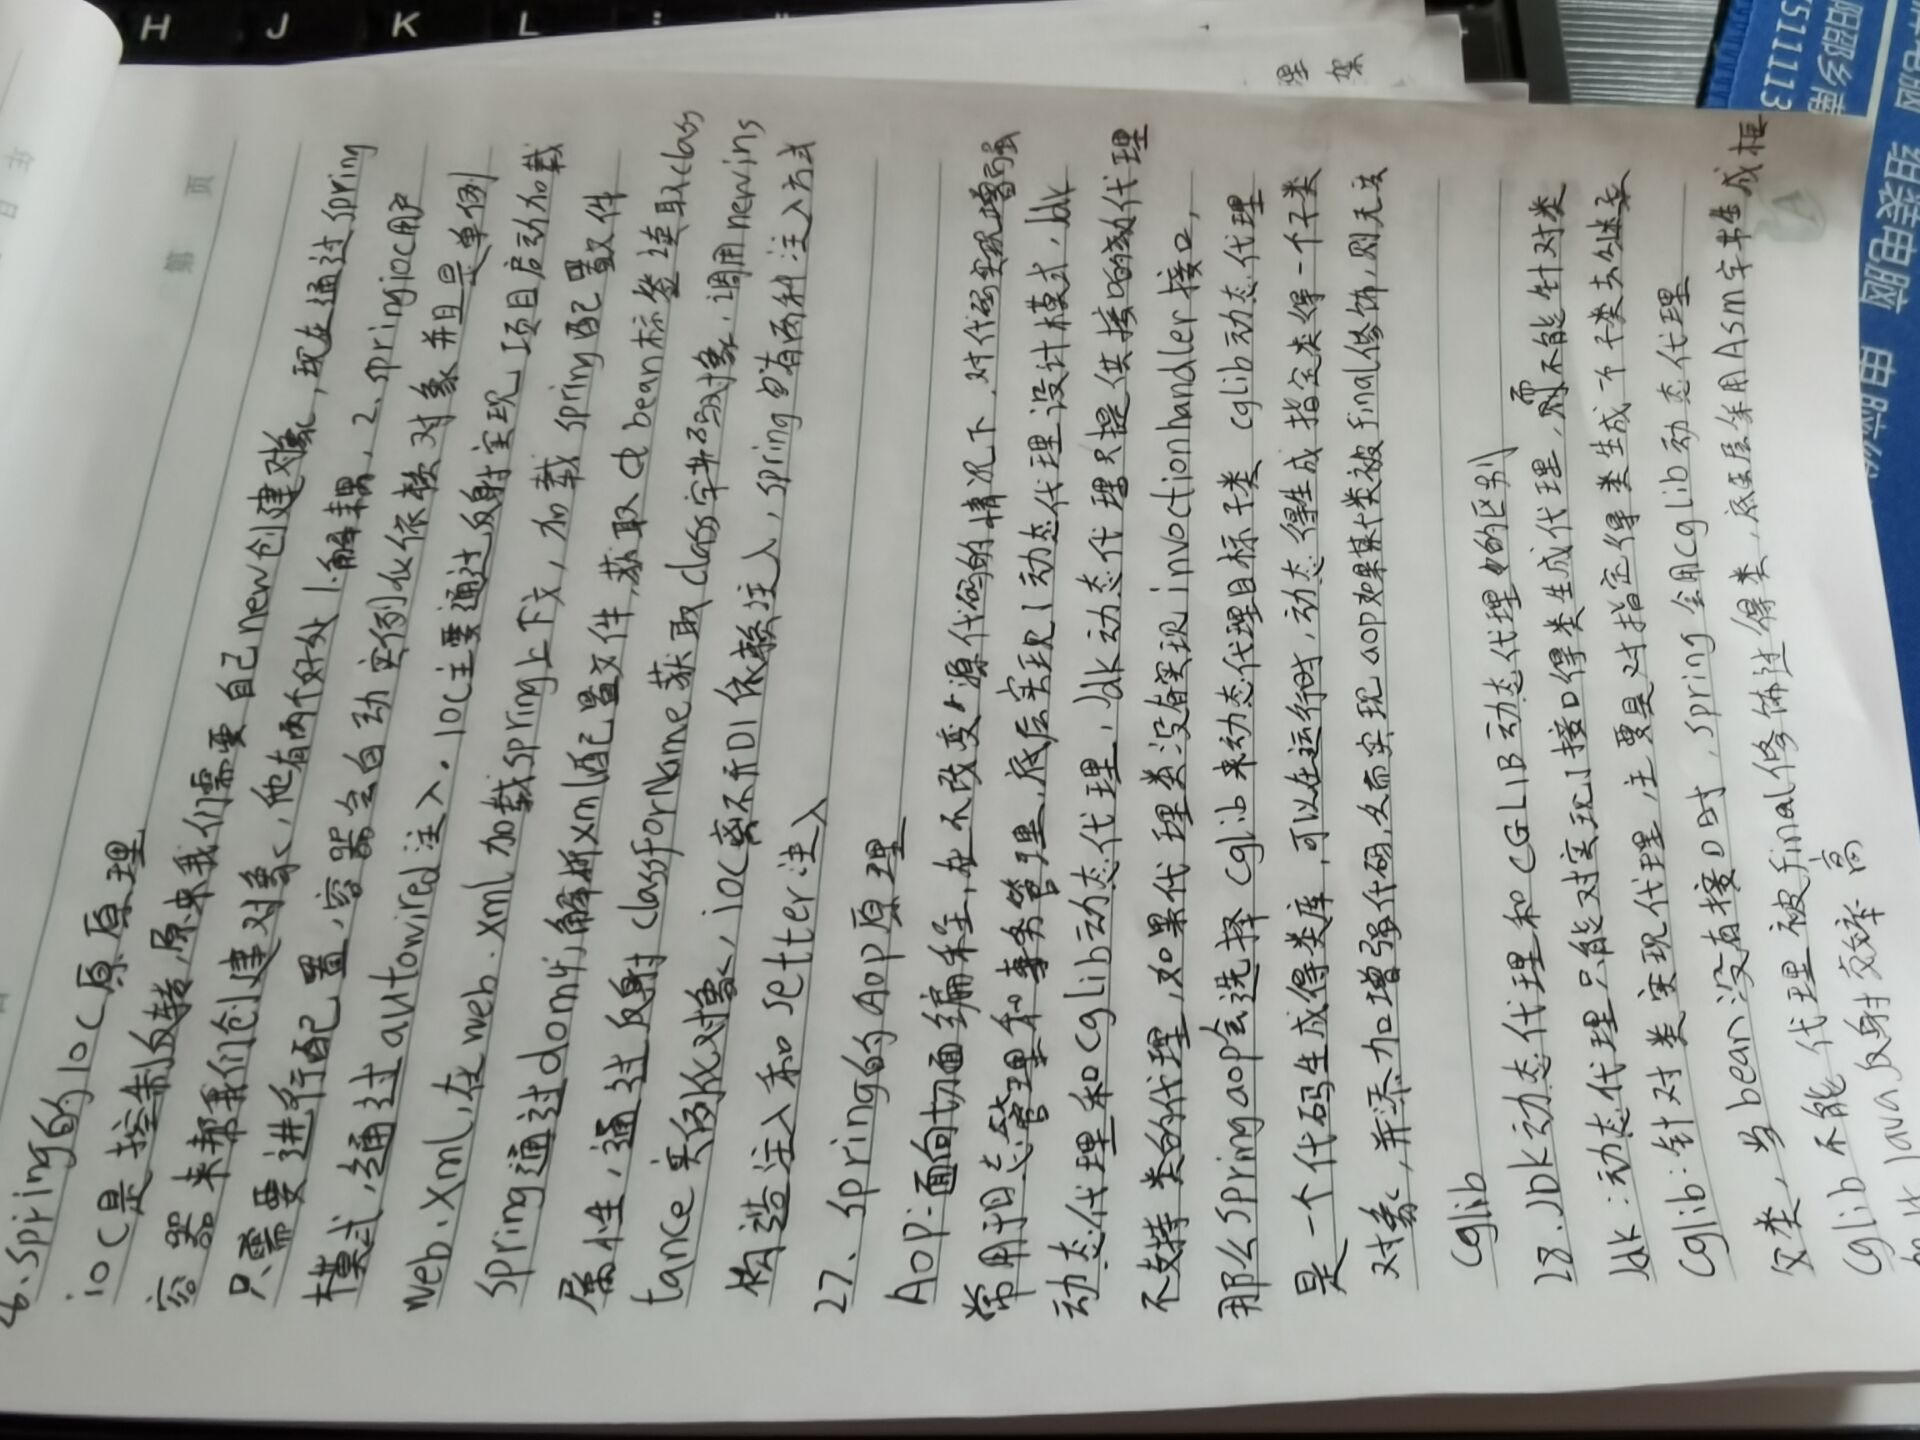 6.Spring的IOC原理
IOC是控制反转,原来我们需要自己new创建对象,现在通过spring
容器来帮我们创建对象,他有两个好处1.解耦,2.springioc用户
只需要进行配置,容器会自动实例化依赖对象并且是单例
模式,通过autowired注入.IOC主要通过反射实现项目启动加载
web.xml,在web.xml加载spring上下文,加载spring配置文件
spring通过dom4j解析xml配置文件,获取bean标签读取class
属性,通过反射classforname获取class字节码对象,调用newins
tance实例化对象,IOC离不开DI依赖注入,spring有两种注入方式
构造注入和setter注入
27、spring的AOP原理
AOP:面向切面编程,在不改变源代码的情况下,对代码实现增强
常用于日志管理和事务管理,底层实现动态代理设计模式,Jdk
动态代理和cglib动态代理,Jdk动态代理只提供接口的动态代理
不支持类的代理,如果代理类没有实现invoctionhandler接口,
那么springaop会选择cglib来动态代理目标子类 cglib动态代理
是一个代码生成得类库,可以在运行时,动态得生成指定类得一个子类
对象,并添加增强代码,从而实现aop如果某类被final修饰,则无法
cglib
28.JDK动态代理和CGLIB动态代理的区别
Jdk:动态代理只能对实现了接口得类生成代理,而不能针对类
Cglib:针对类实现代理,主要是对指定得类生成一个子类去继承
父类,当bean没有接口时,spring会用cglib动态代理
Cglib不能代理被final修饰过得类,底层采用Asm字节生成框
Java反射效率高
第 页
理
架
H J K L
组装电脑
电脑
S111113